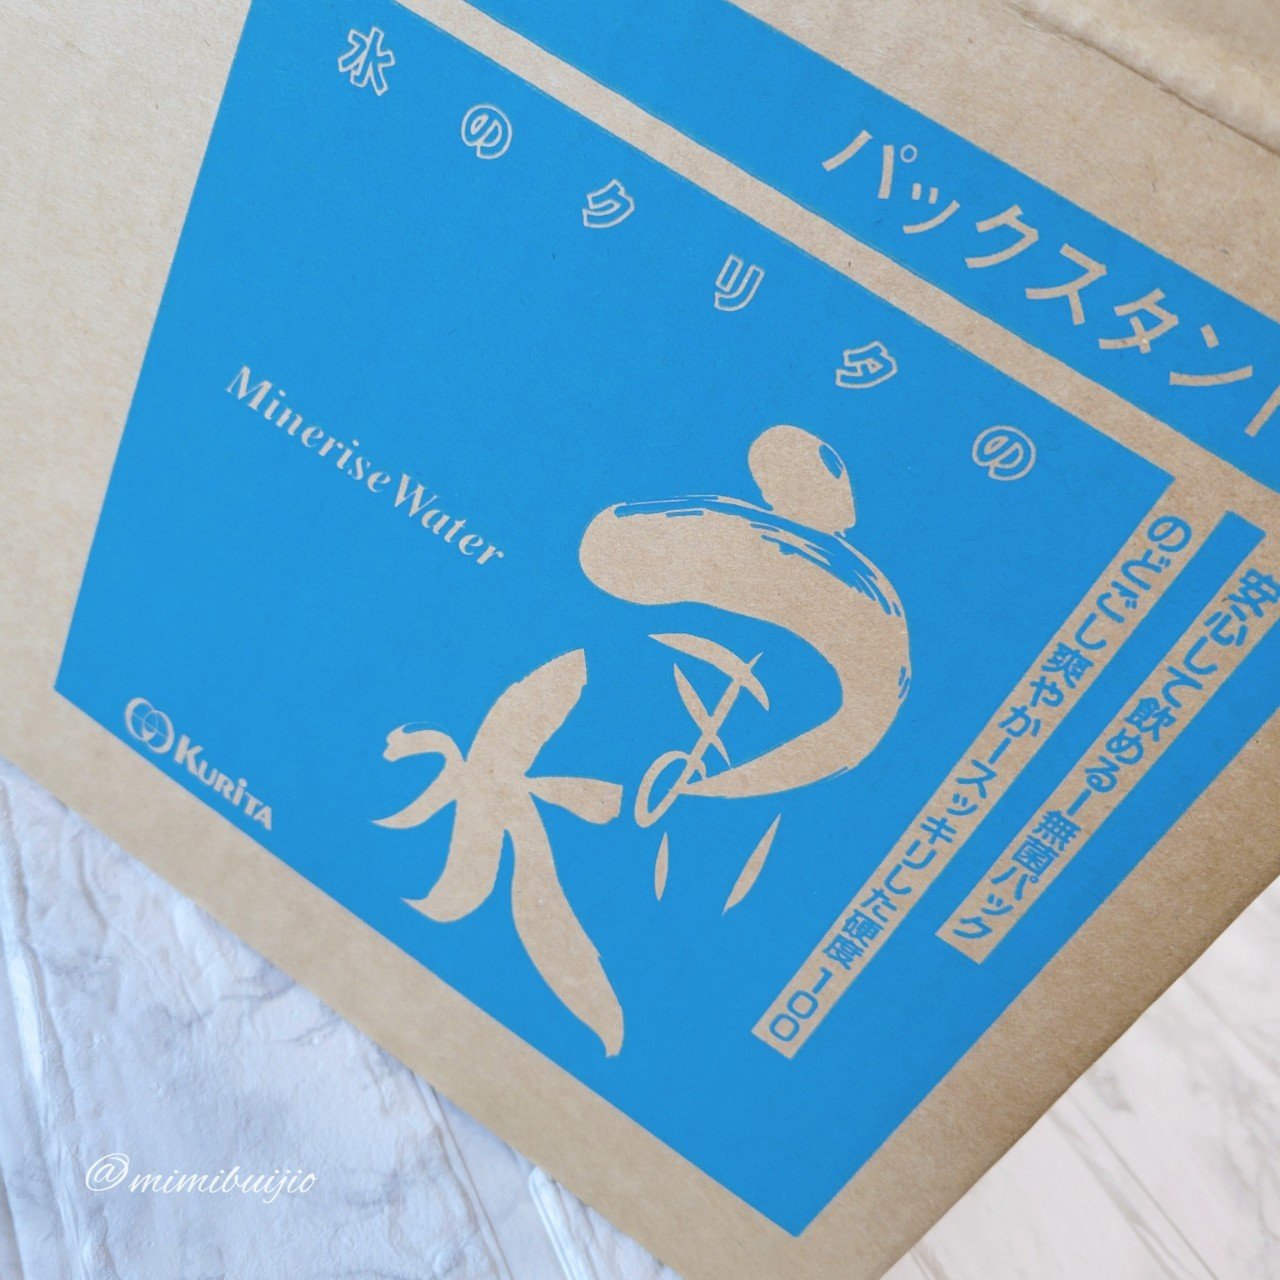 パックスタント
水のクリタの
Minerise Water
うま水
のどごし爽やか!スッキリした硬度100
安心して飲める!無菌パック
KURITA
@mimibuijio